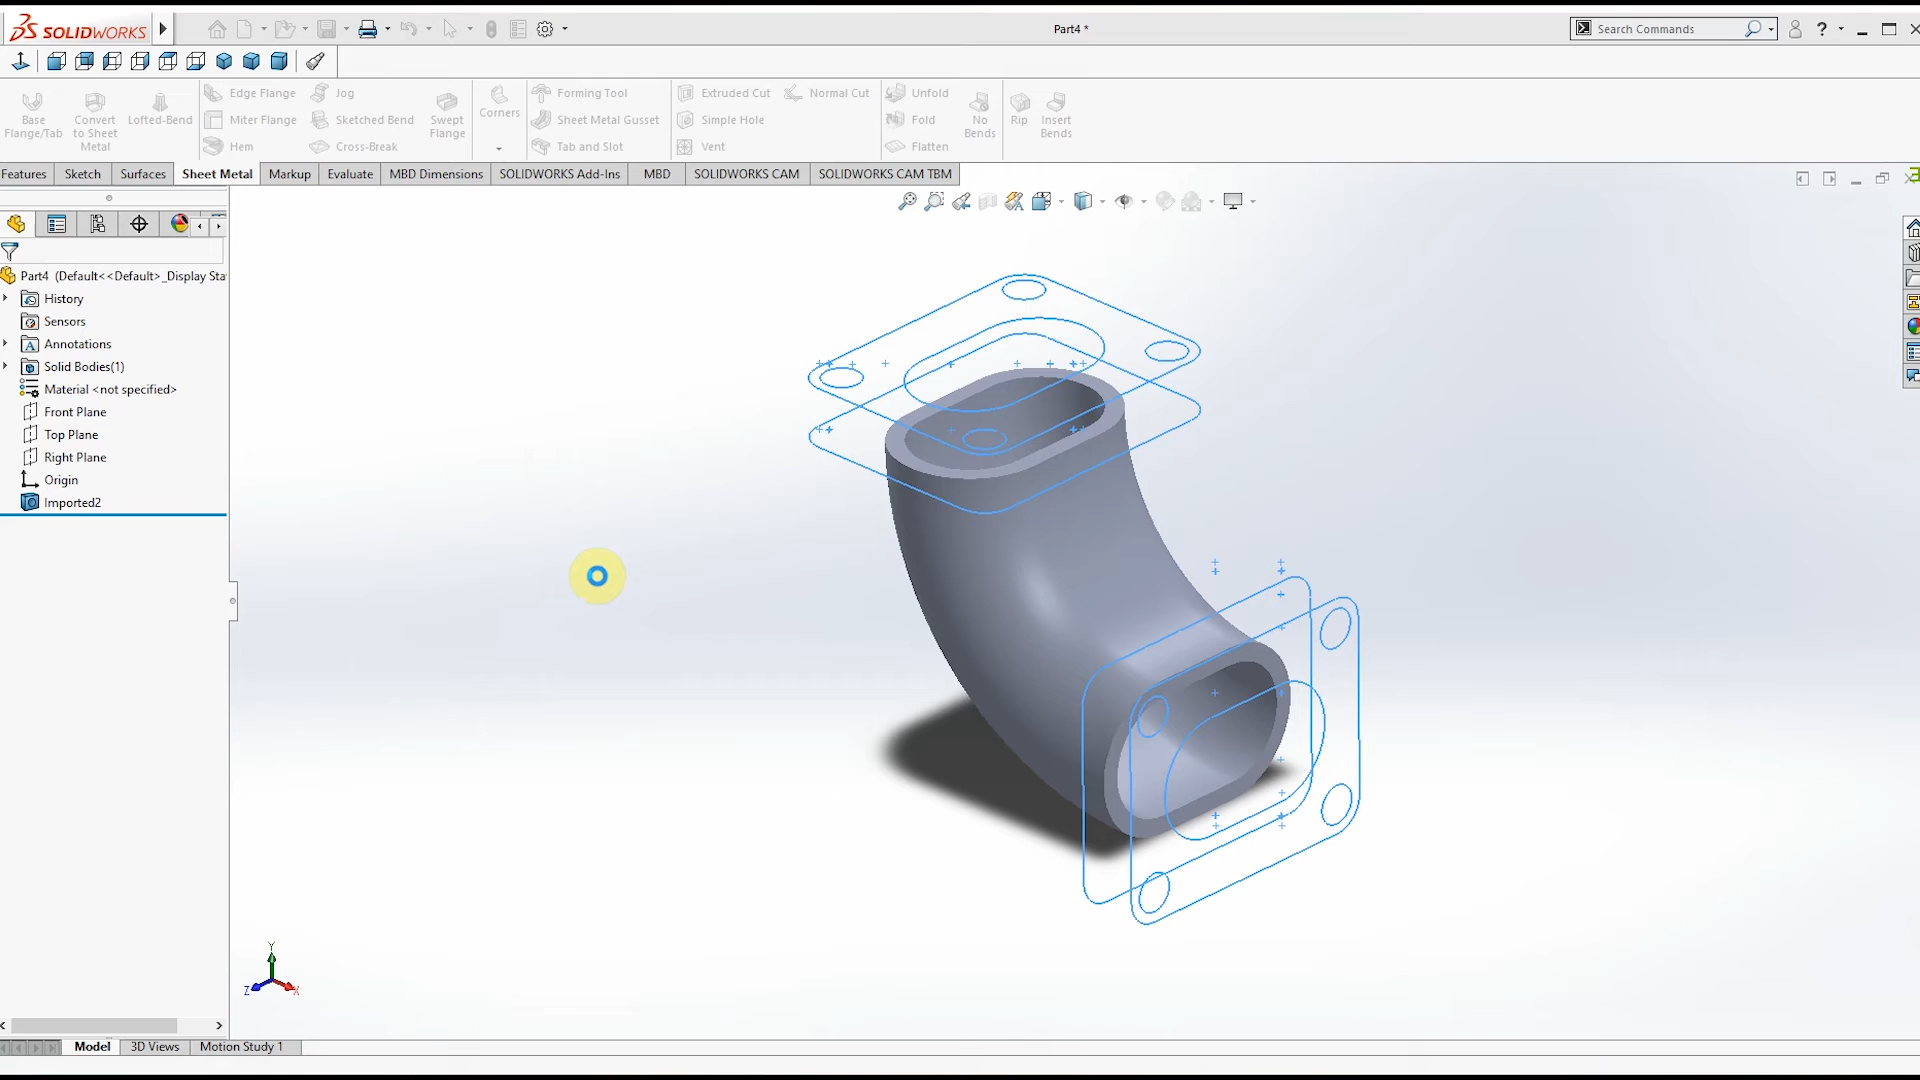 SOLIDWORKS
Part4 *
Search Commands
?
Base Flange/Tab
Convert to Sheet Metal
Lofted-Bend
Edge Flange
Miter Flange
Hem
Jog
Sketched Bend
Cross-Break
Swept Flange
Corners
Forming Tool
Sheet Metal Gusset
Tab and Slot
Extruded Cut
Simple Hole
Vent
Normal Cut
Unfold
Fold
Flatten
No Bends
Rip
Insert Bends
Features
Sketch
Surfaces
Sheet Metal
Markup
Evaluate
MBD Dimensions
SOLIDWORKS Add-Ins
MBD
SOLIDWORKS CAM
SOLIDWORKS CAM TBM
Part4 (Default<<Default>_Display Sta
History
Sensors
Annotations
Solid Bodies(1)
Material <not specified>
Front Plane
Top Plane
Right Plane
Origin
Imported2
Y
Z
X
Model
3D Views
Motion Study 1